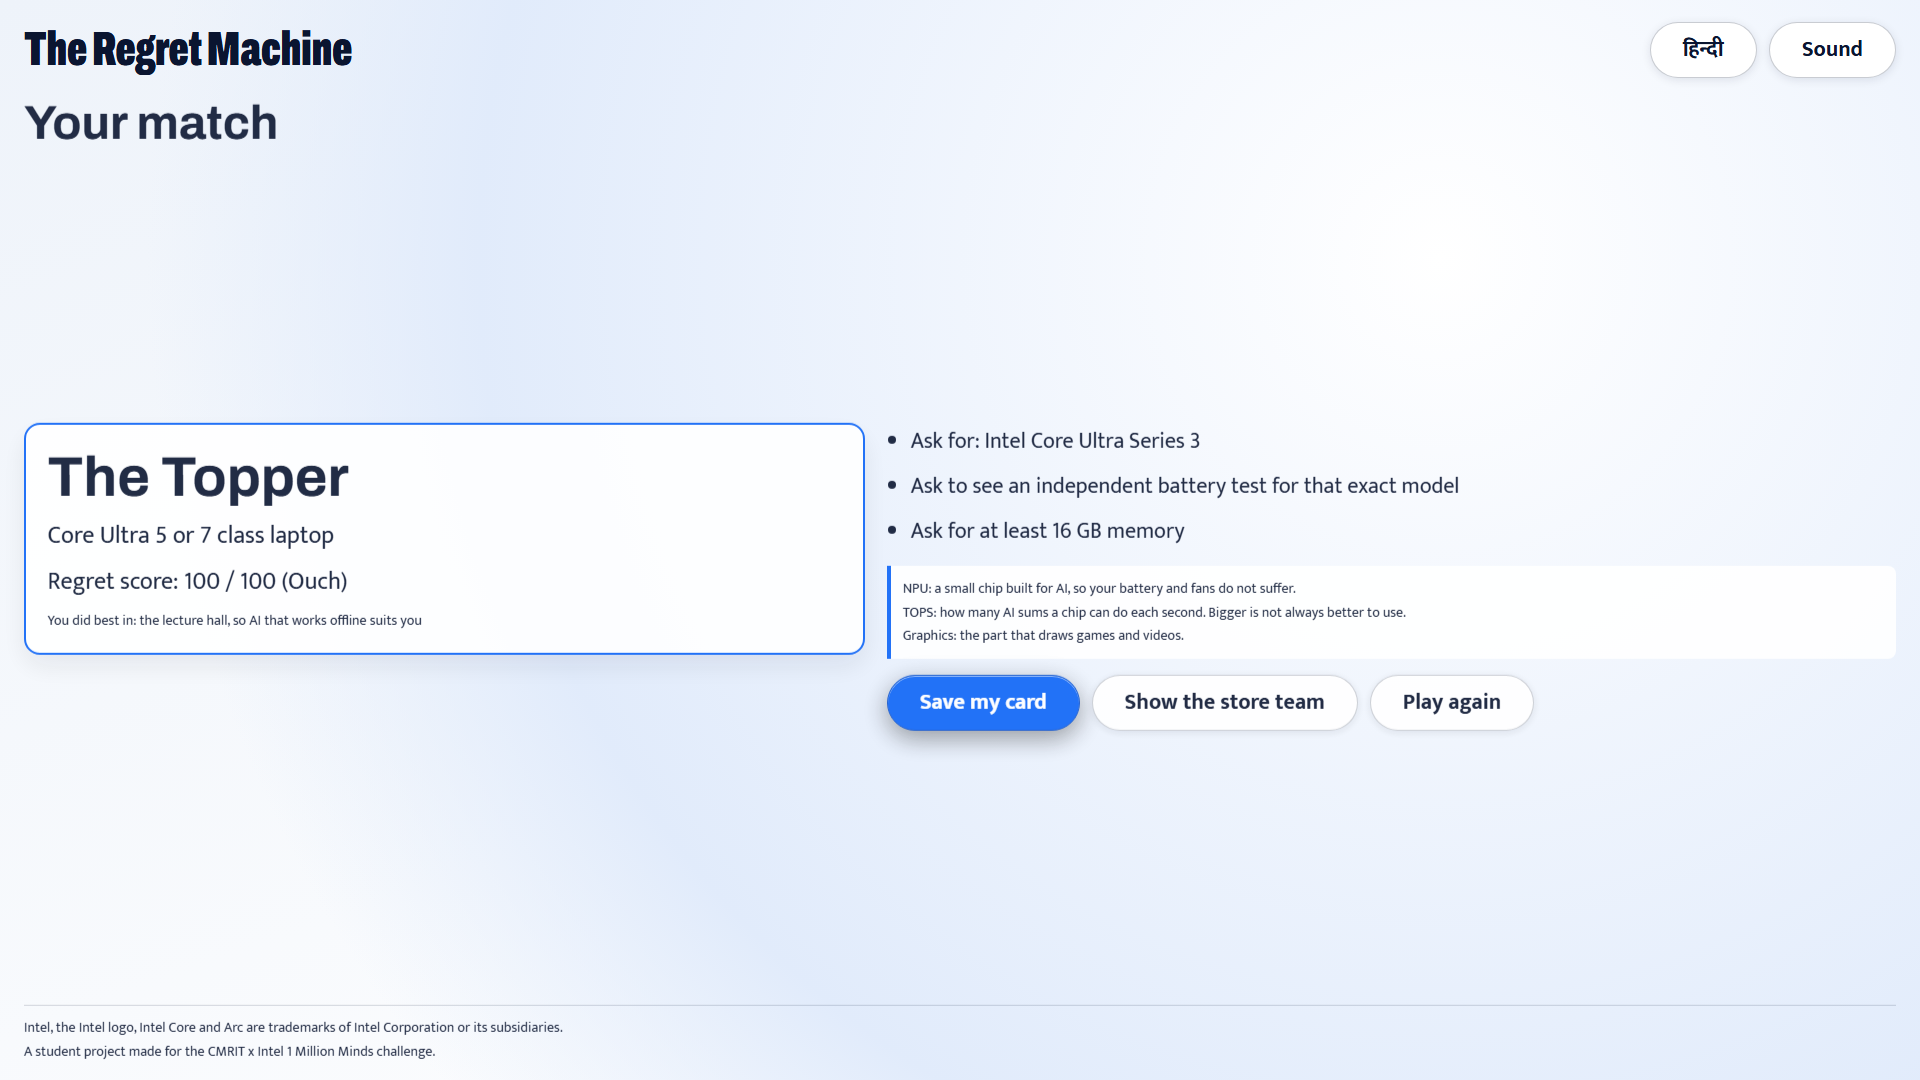 The Regret Machine
हिन्दी
Sound
Your match
The Topper
Core Ultra 5 or 7 class laptop
Regret score: 100 / 100 (Ouch)
You did best in: the lecture hall, so AI that works offline suits you
Ask for: Intel Core Ultra Series 3
Ask to see an independent battery test for that exact model
Ask for at least 16 GB memory
NPU: a small chip built for AI, so your battery and fans do not suffer.
TOPS: how many AI sums a chip can do each second. Bigger is not always better to use.
Graphics: the part that draws games and videos.
Save my card
Show the store team
Play again
Intel, the Intel logo, Intel Core and Arc are trademarks of Intel Corporation or its subsidiaries.
A student project made for the CMRIT x Intel 1 Million Minds challenge.